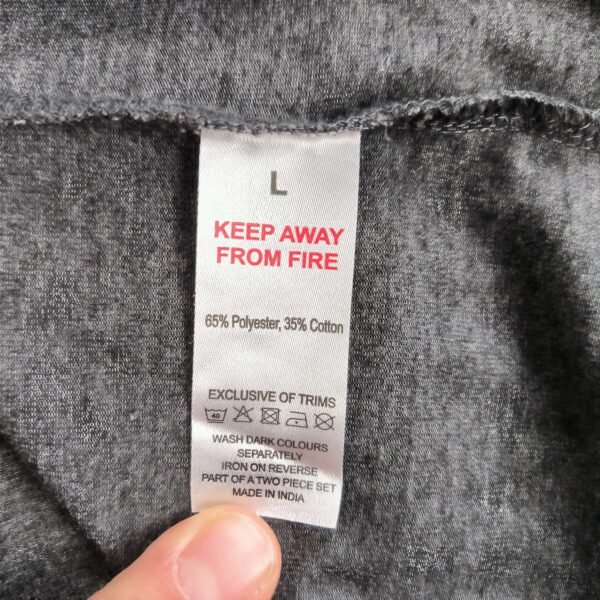 L
KEEP AWAY
FROM FIRE
65% Polyester, 35% Cotton
EXCLUSIVE OF TRIMS
40
WASH DARK COLOURS
SEPARATELY
IRON ON REVERSE
PART OF A TWO PIECE SET
MADE IN INDIA